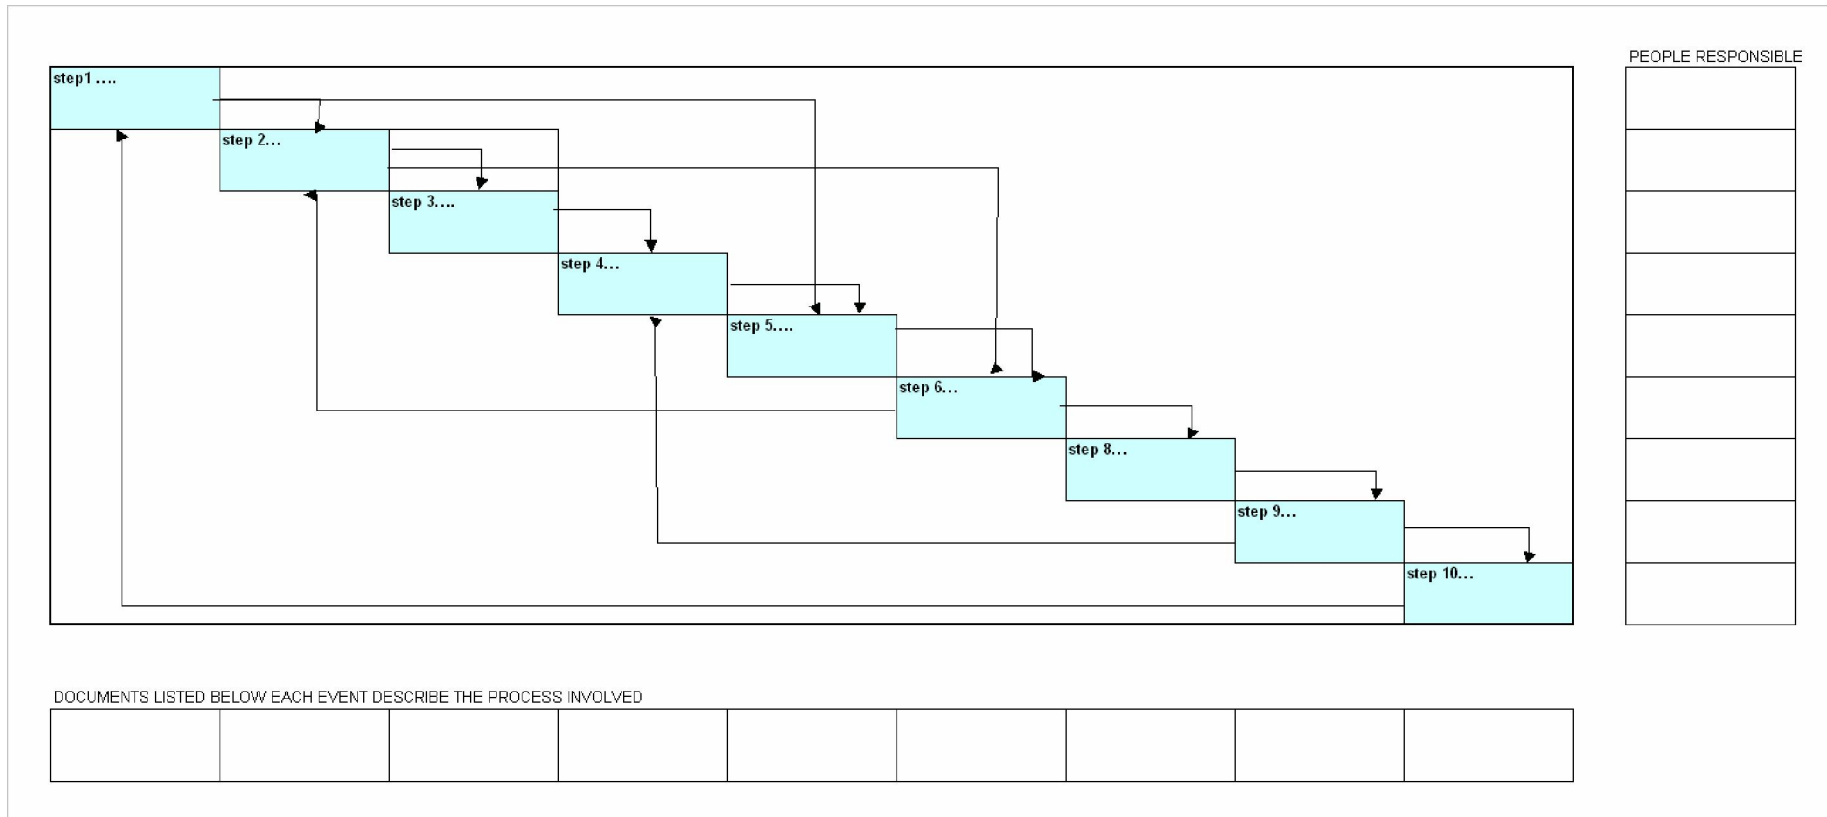 PEOPLE RESPONSIBLE
step1 ....
step 2...
step 3....
step 4...
step 5....
step 6...
step 8...
step 9...
step 10...
DOCUMENTS LISTED BELOW EACH EVENT DESCRIBE THE PROCESS INVOLVED